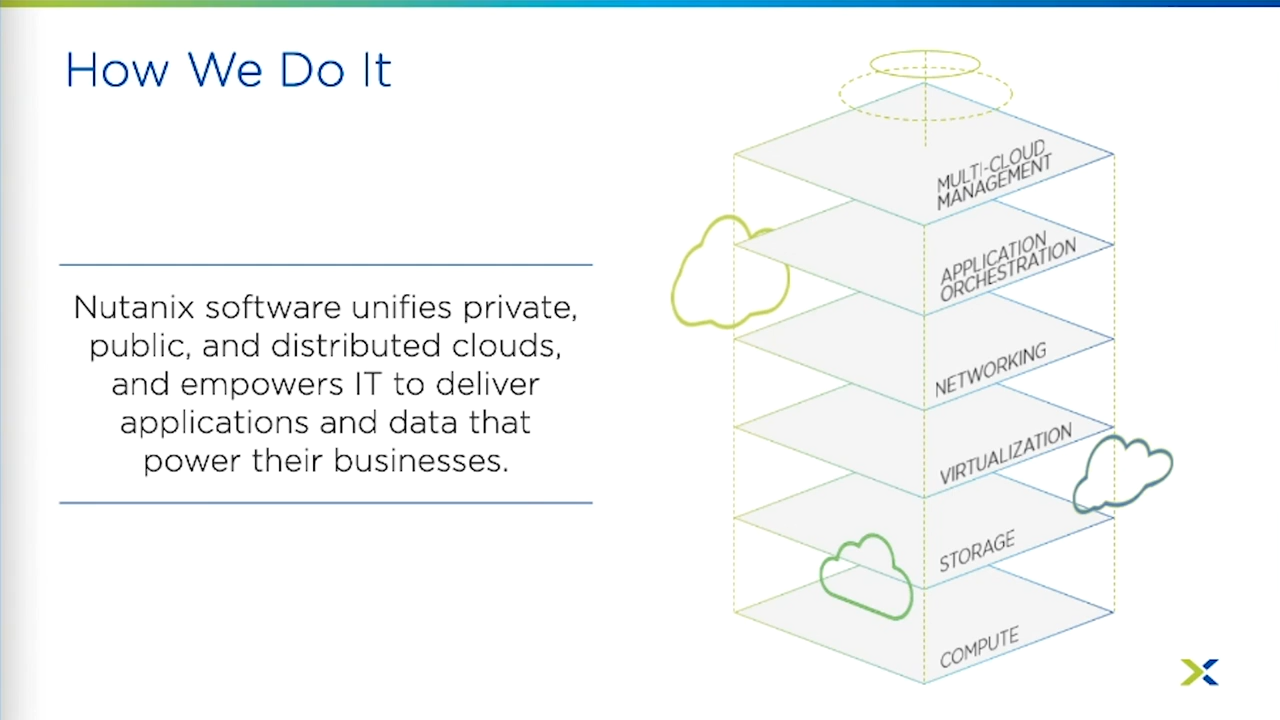 How We Do It
Nutanix software unifies private,
public, and distributed clouds,
and empowers IT to deliver
applications and data that
power their businesses.
MULTI-CLOUD
MANAGEMENT
APPLICATION
ORCHESTRATION
NETWORKING
VIRTUALIZATION
STORAGE
COMPUTE